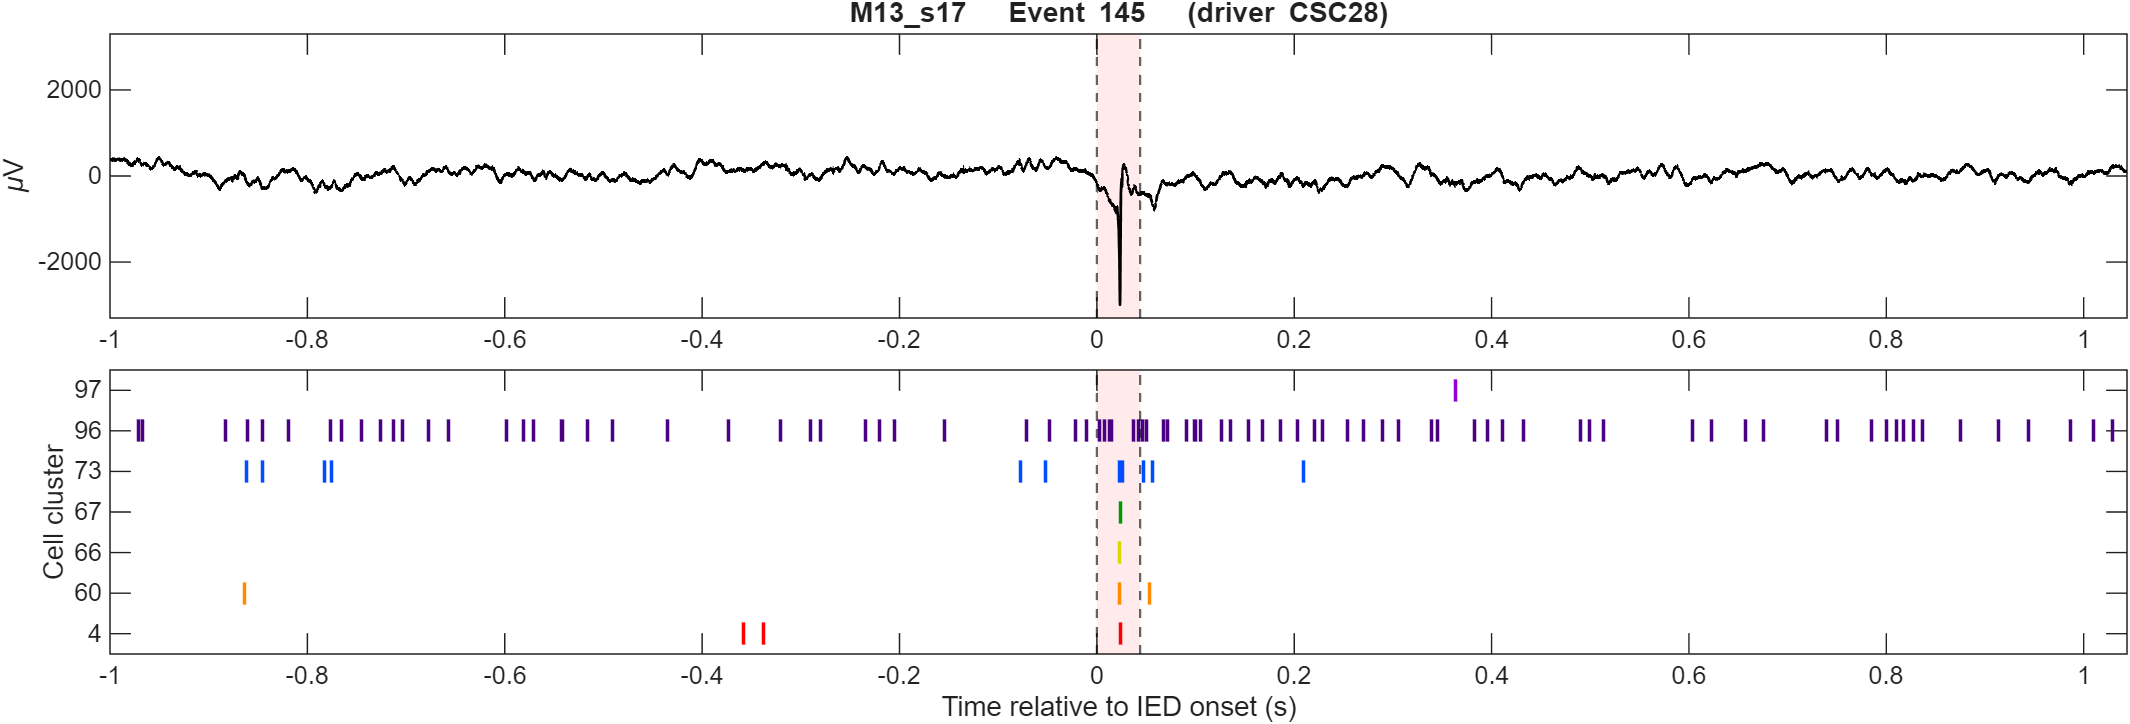 M13_s17 Event 145 (driver CSC28)
µV
2000
0
-2000
-1 -0.8 -0.6 -0.4 -0.2 0 0.2 0.4 0.6 0.8 1
Cell cluster
97
96
73
67
66
60
4
-1 -0.8 -0.6 -0.4 -0.2 0 0.2 0.4 0.6 0.8 1
Time relative to IED onset (s)